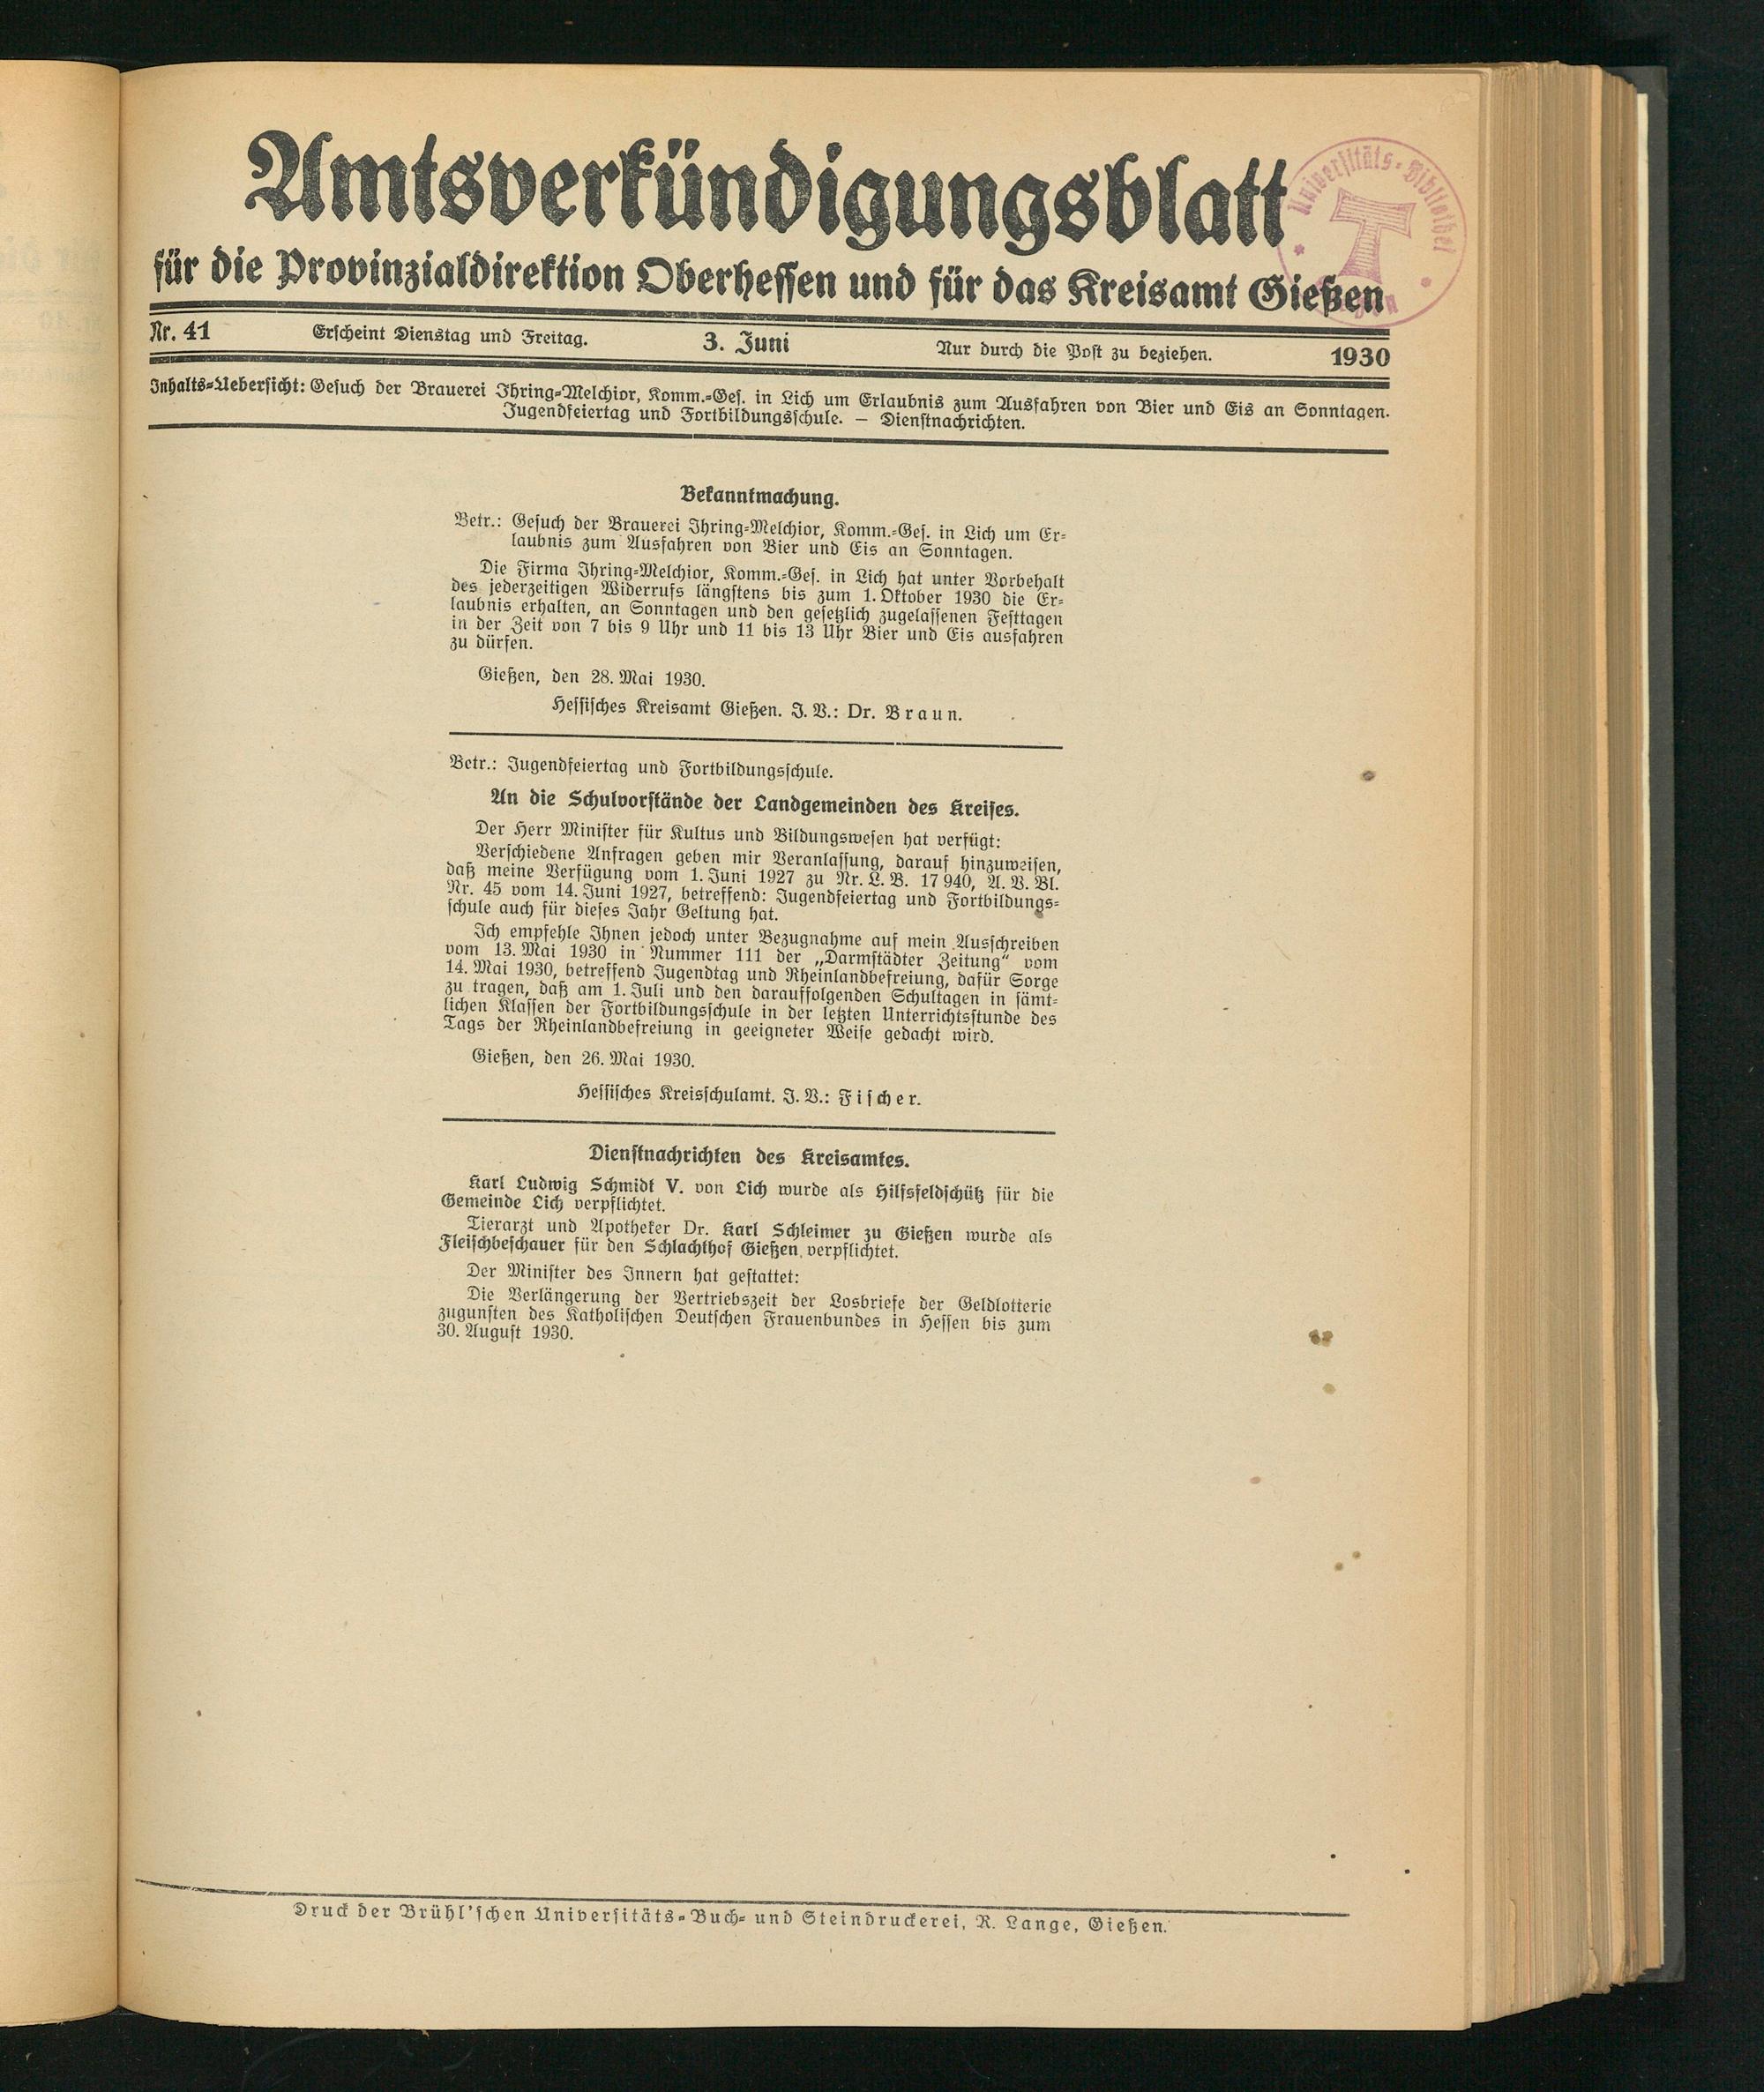 Amtsverkündigungsblatt
für die Provinzialdirektion Oberhessen und für das Kreisamt Gießen
Universitäts-Bibliothek
Nr. 41 Erscheint Dienstag und Freitag. 3. Juni Nur durch die Post zu beziehen. 1930
Inhalts-Uebersicht: Gesuch der Brauerei Ihring-Melchior, Komm.-Ges. in Lich um Erlaubnis zum Ausfahren von Bier und Eis an Sonntagen.
Jugendfeiertag und Fortbildungsschule. — Dienstnachrichten.
Bekanntmachung.
Betr.: Gesuch der Brauerei Ihring-Melchior, Komm.-Ges. in Lich um Er-
laubnis zum Ausfahren von Bier und Eis an Sonntagen.
Die Firma Ihring-Melchior, Komm.-Ges. in Lich hat unter Vorbehalt
des jederzeitigen Widerrufs längstens bis zum 1. Oktober 1930 die Er-
laubnis erhalten, an Sonntagen und den gesetzlich zugelassenen Festtagen
in der Zeit von 7 bis 9 Uhr und 11 bis 13 Uhr Bier und Eis ausfahren
zu dürfen.
Gießen, den 28. Mai 1930.
Hessisches Kreisamt Gießen. J. V.: Dr. Braun.
Betr.: Jugendfeiertag und Fortbildungsschule.
An die Schulvorstände der Landgemeinden des Kreises.
Der Herr Minister für Kultus und Bildungswesen hat verfügt:
Verschiedene Anfragen geben mir Veranlassung, darauf hinzuweisen,
daß meine Verfügung vom 1. Juni 1927 zu Nr. L. B. 17 940, A. V. Bl.
Nr. 45 vom 14. Juni 1927, betreffend: Jugendfeiertag und Fortbildungs-
schule auch für dieses Jahr Geltung hat.
Ich empfehle Ihnen jedoch unter Bezugnahme auf mein Ausschreiben
vom 13. Mai 1930 in Nummer 111 der „Darmstädter Zeitung“ vom
14. Mai 1930, betreffend Jugendtag und Rheinlandbefreiung, dafür Sorge
zu tragen, daß am 1. Juli und den darauffolgenden Schultagen in sämt-
lichen Klassen der Fortbildungsschule in der letzten Unterrichtsstunde des
Tags der Rheinlandbefreiung in geeigneter Weise gedacht wird.
Gießen, den 26. Mai 1930.
Hessisches Kreisschulamt. J. V.: Fischer.
Dienstnachrichten des Kreisamtes.
Karl Ludwig Schmidt V. von Lich wurde als Hilfsfeldschütz für die
Gemeinde Lich verpflichtet.
Tierarzt und Apotheker Dr. Karl Schleimer zu Gießen wurde als
Fleischbeschauer für den Schlachthof Gießen verpflichtet.
Der Minister des Innern hat gestattet:
Die Verlängerung der Vertriebszeit der Losbriefe der Geldlotterie
zugunsten des Katholischen Deutschen Frauenbundes in Hessen bis zum
30. August 1930.
Druck der Brühl'schen Universitäts-Buch- und Steindruckerei, R. Lange, Gießen.